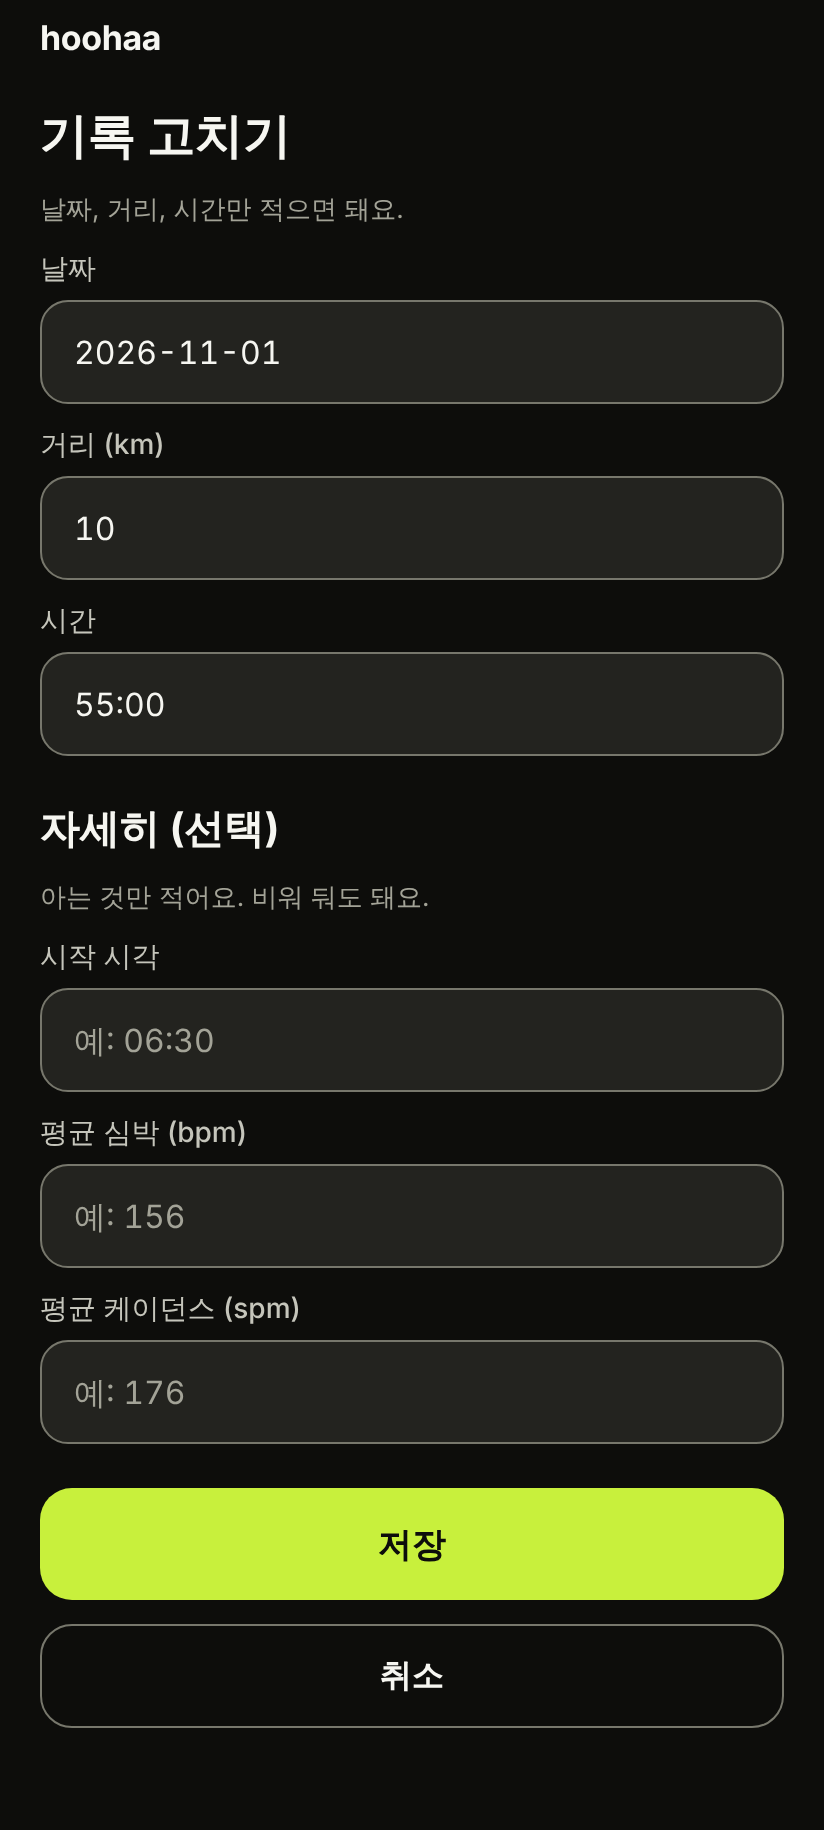 hoohaa
기록 고치기
날짜, 거리, 시간만 적으면 돼요.
날짜
2026-11-01
거리 (km)
10
시간
55:00
자세히 (선택)
아는 것만 적어요. 비워 둬도 돼요.
시작 시각
예: 06:30
평균 심박 (bpm)
예: 156
평균 케이던스 (spm)
예: 176
저장
취소